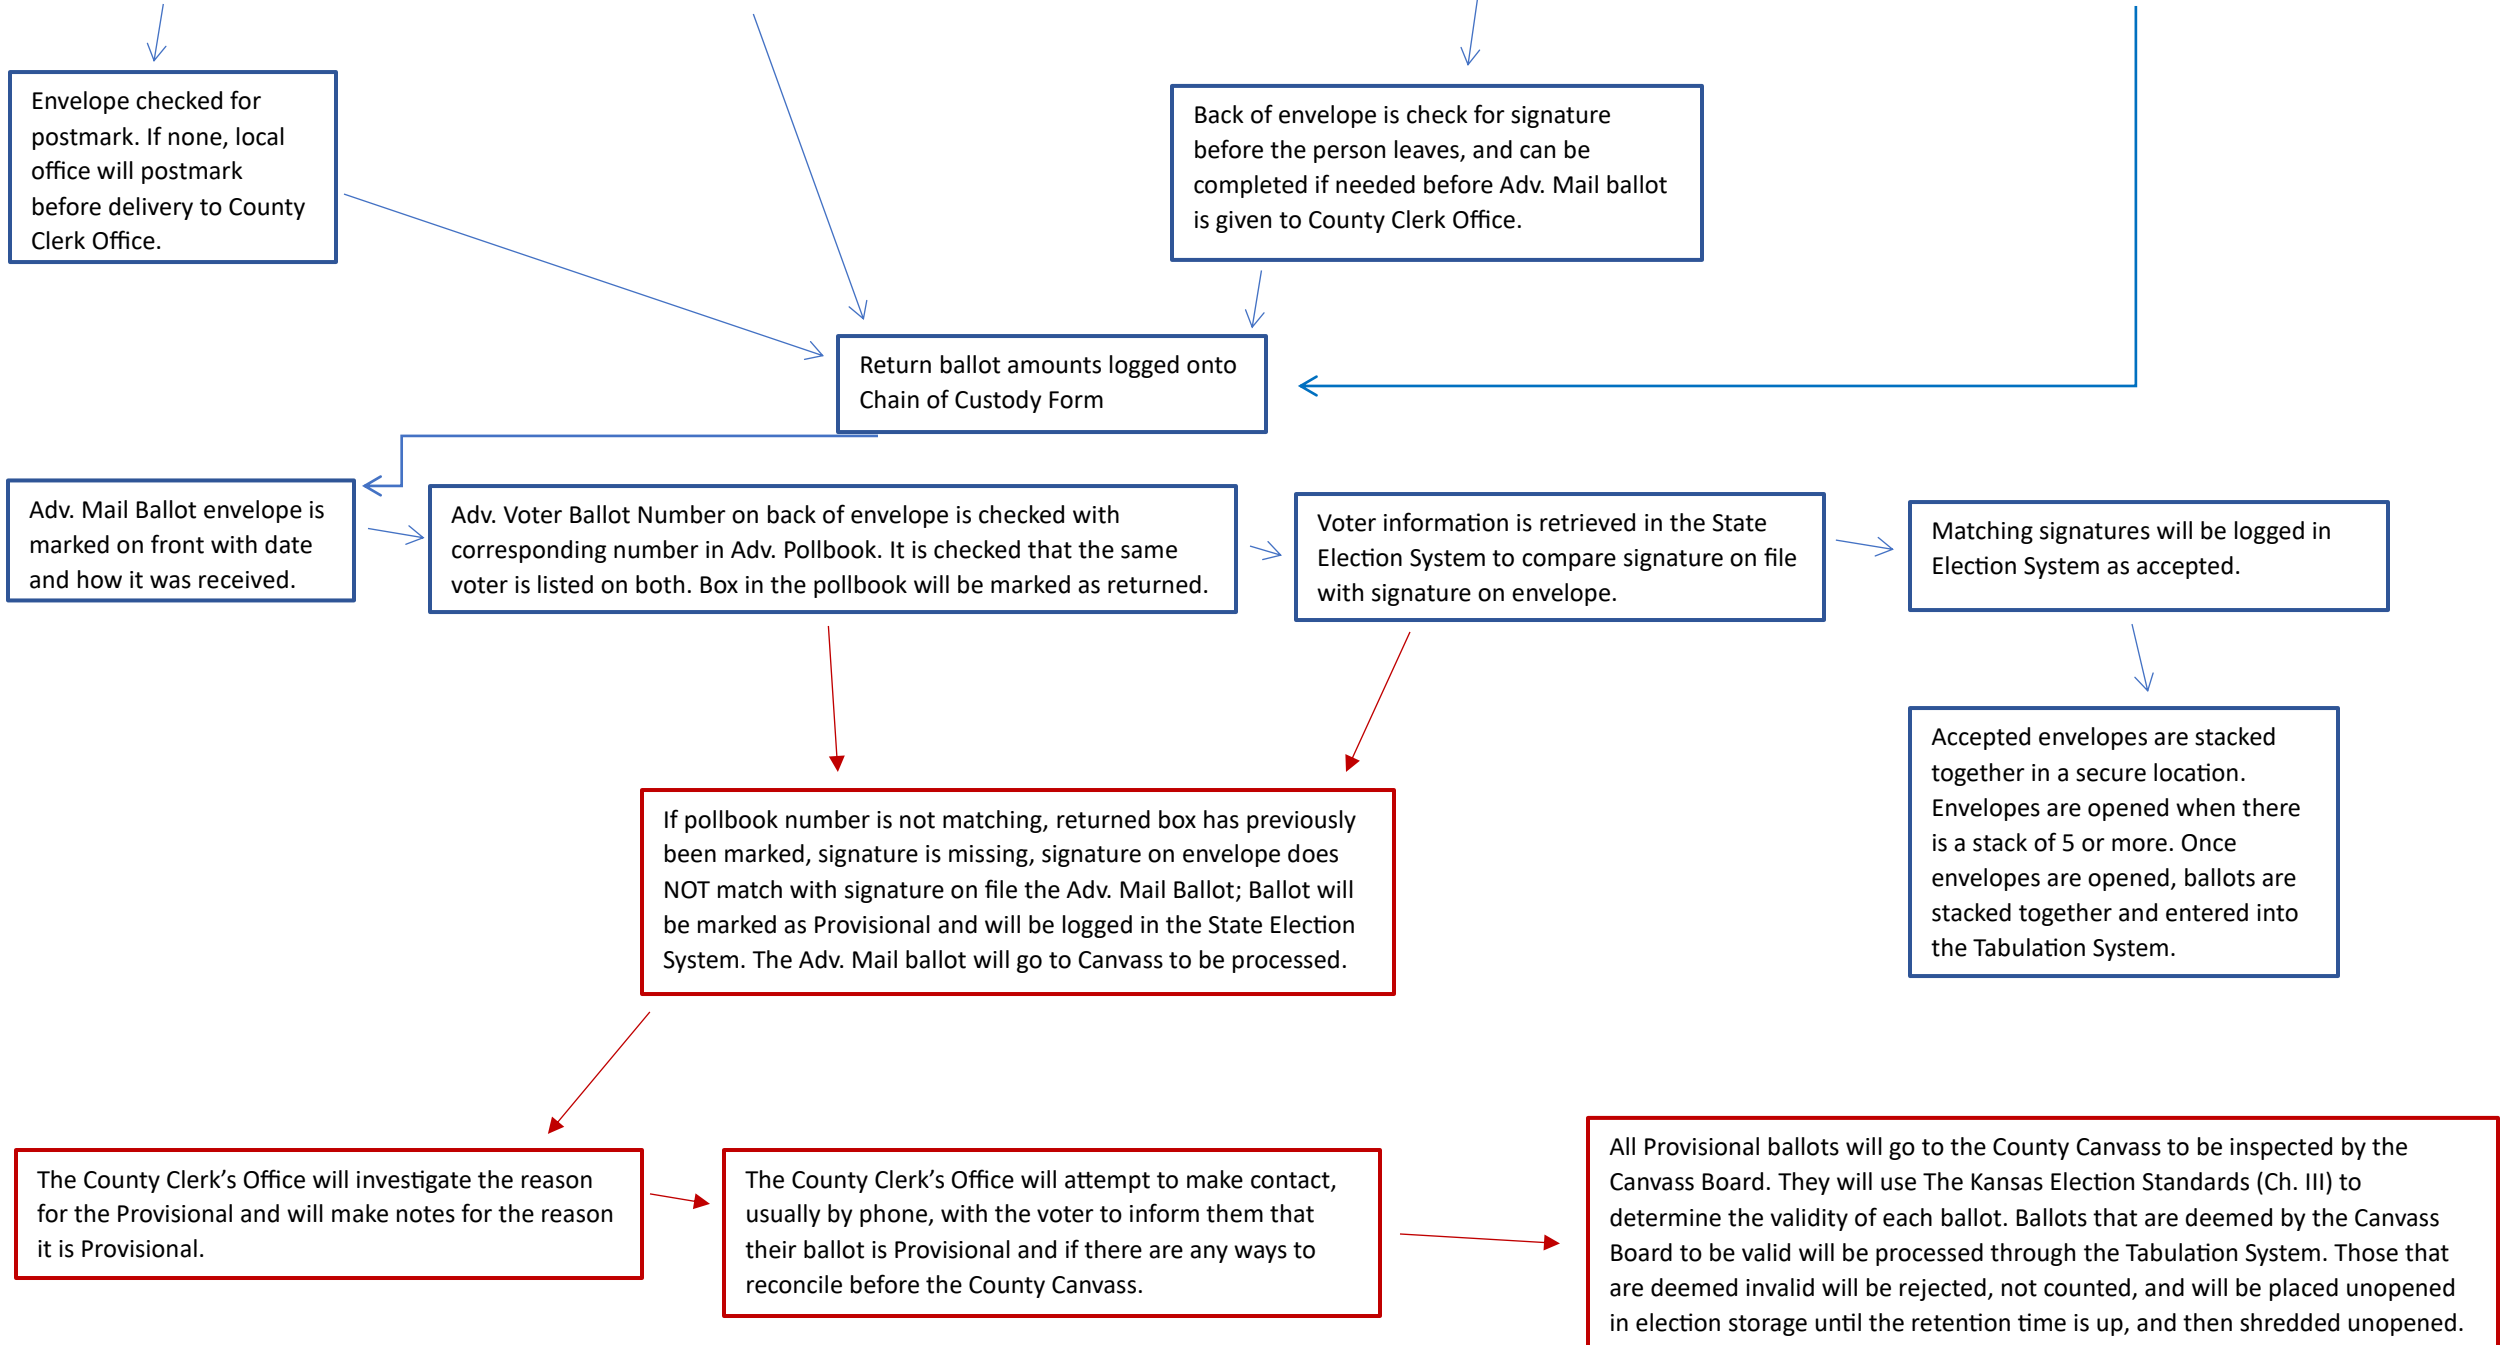 Envelope checked for
postmark. If none, local
office will postmark
before delivery to County
Clerk Office.
Back of envelope is check for signature
before the person leaves, and can be
completed if needed before Adv. Mail ballot
is given to County Clerk Office.
Return ballot amounts logged onto
Chain of Custody Form
Adv. Mail Ballot envelope is
marked on front with date
and how it was received.
Adv. Voter Ballot Number on back of envelope is checked with
corresponding number in Adv. Pollbook. It is checked that the same
voter is listed on both. Box in the pollbook will be marked as returned.
Voter information is retrieved in the State
Election System to compare signature on file
with signature on envelope.
Matching signatures will be logged in
Election System as accepted.
Accepted envelopes are stacked
together in a secure location.
Envelopes are opened when there
is a stack of 5 or more. Once
envelopes are opened, ballots are
stacked together and entered into
the Tabulation System.
If pollbook number is not matching, returned box has previously
been marked, signature is missing, signature on envelope does
NOT match with signature on file the Adv. Mail Ballot; Ballot will
be marked as Provisional and will be logged in the State Election
System. The Adv. Mail ballot will go to Canvass to be processed.
The County Clerk’s Office will investigate the reason
for the Provisional and will make notes for the reason
it is Provisional.
The County Clerk’s Office will attempt to make contact,
usually by phone, with the voter to inform them that
their ballot is Provisional and if there are any ways to
reconcile before the County Canvass.
All Provisional ballots will go to the County Canvass to be inspected by the
Canvass Board. They will use The Kansas Election Standards (Ch. III) to
determine the validity of each ballot. Ballots that are deemed by the Canvass
Board to be valid will be processed through the Tabulation System. Those that
are deemed invalid will be rejected, not counted, and will be placed unopened
in election storage until the retention time is up, and then shredded unopened.